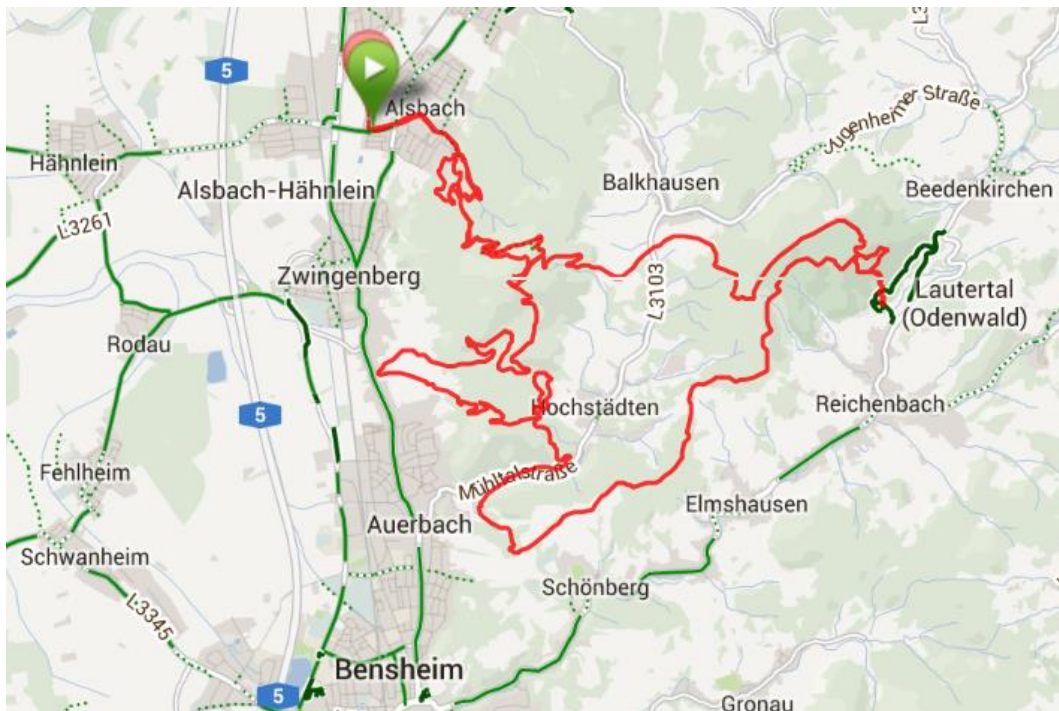 L3
5
Alsbach
Jugenheimer Straße
Hähnlein
Balkhausen
Beedenkirchen
Alsbach-Hähnlein
L3261
Zwingenberg
L3103
Lautertal
(Odenwald)
Rodau
5
Hochstädten
Reichenbach
Fehlheim
Mühltalstraße
Elmshausen
Auerbach
Schwanheim
Schönberg
L3345
Bensheim
5
Gronau